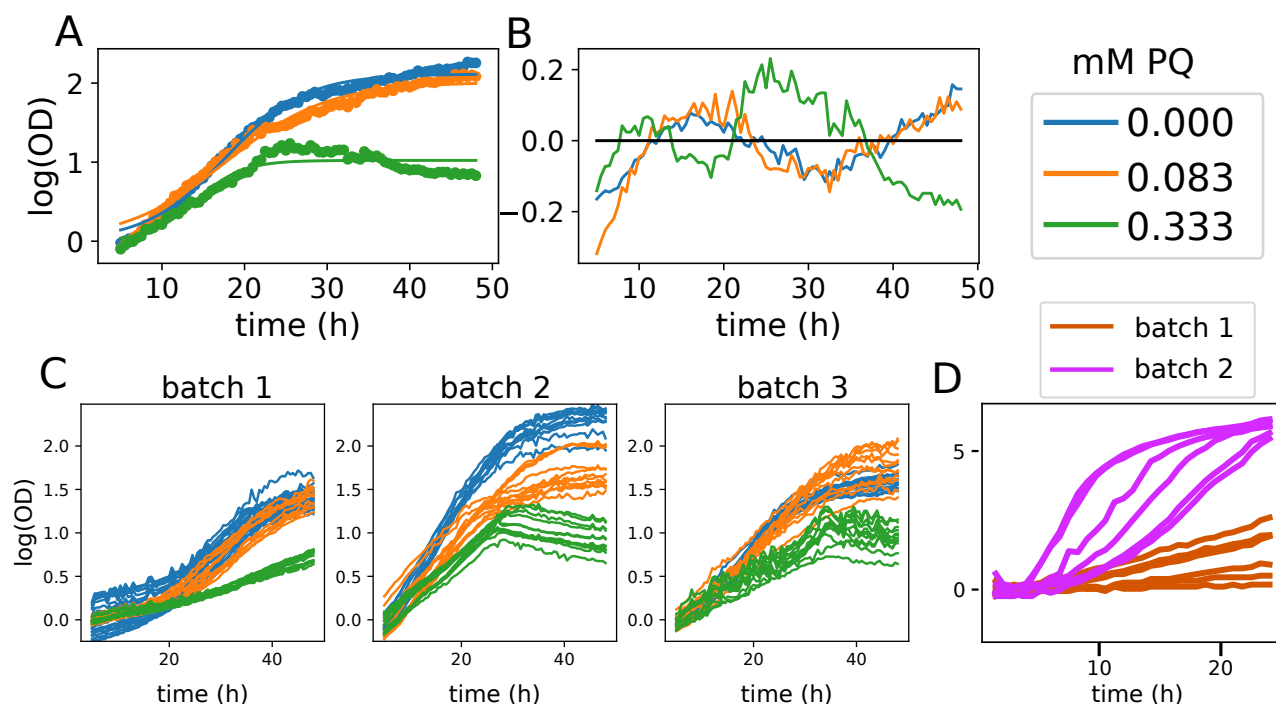 A
log(OD)
2
1
0
10 20 30 40 50
time (h)
B
0.2
0.0
−0.2
10 20 30 40 50
time (h)
mM PQ
0.000
0.083
0.333
C
batch 1
log(OD)
2.0
1.5
1.0
0.5
0.0
20 40
time (h)
batch 2
2.0
1.5
1.0
0.5
0.0
20 40
time (h)
batch 3
2.0
1.5
1.0
0.5
0.0
20 40
time (h)
batch 1
batch 2
D
5
0
10 20
time (h)